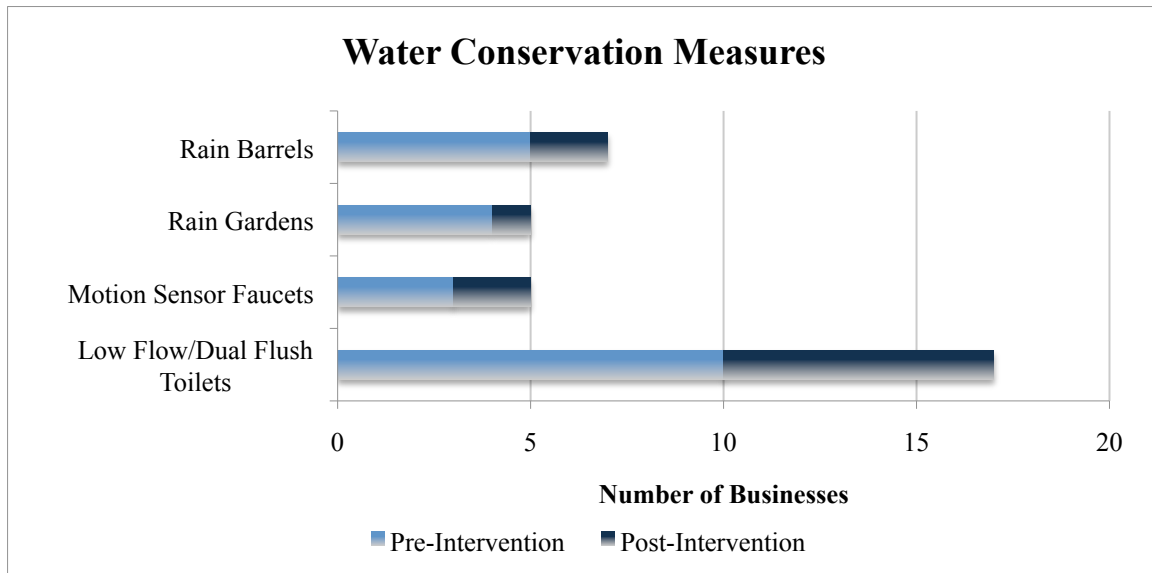 Water Conservation Measures
Rain Barrels
Rain Gardens
Motion Sensor Faucets
Low Flow/Dual Flush
Toilets
0 5 10 15 20
Number of Businesses
Pre-Intervention Post-Intervention